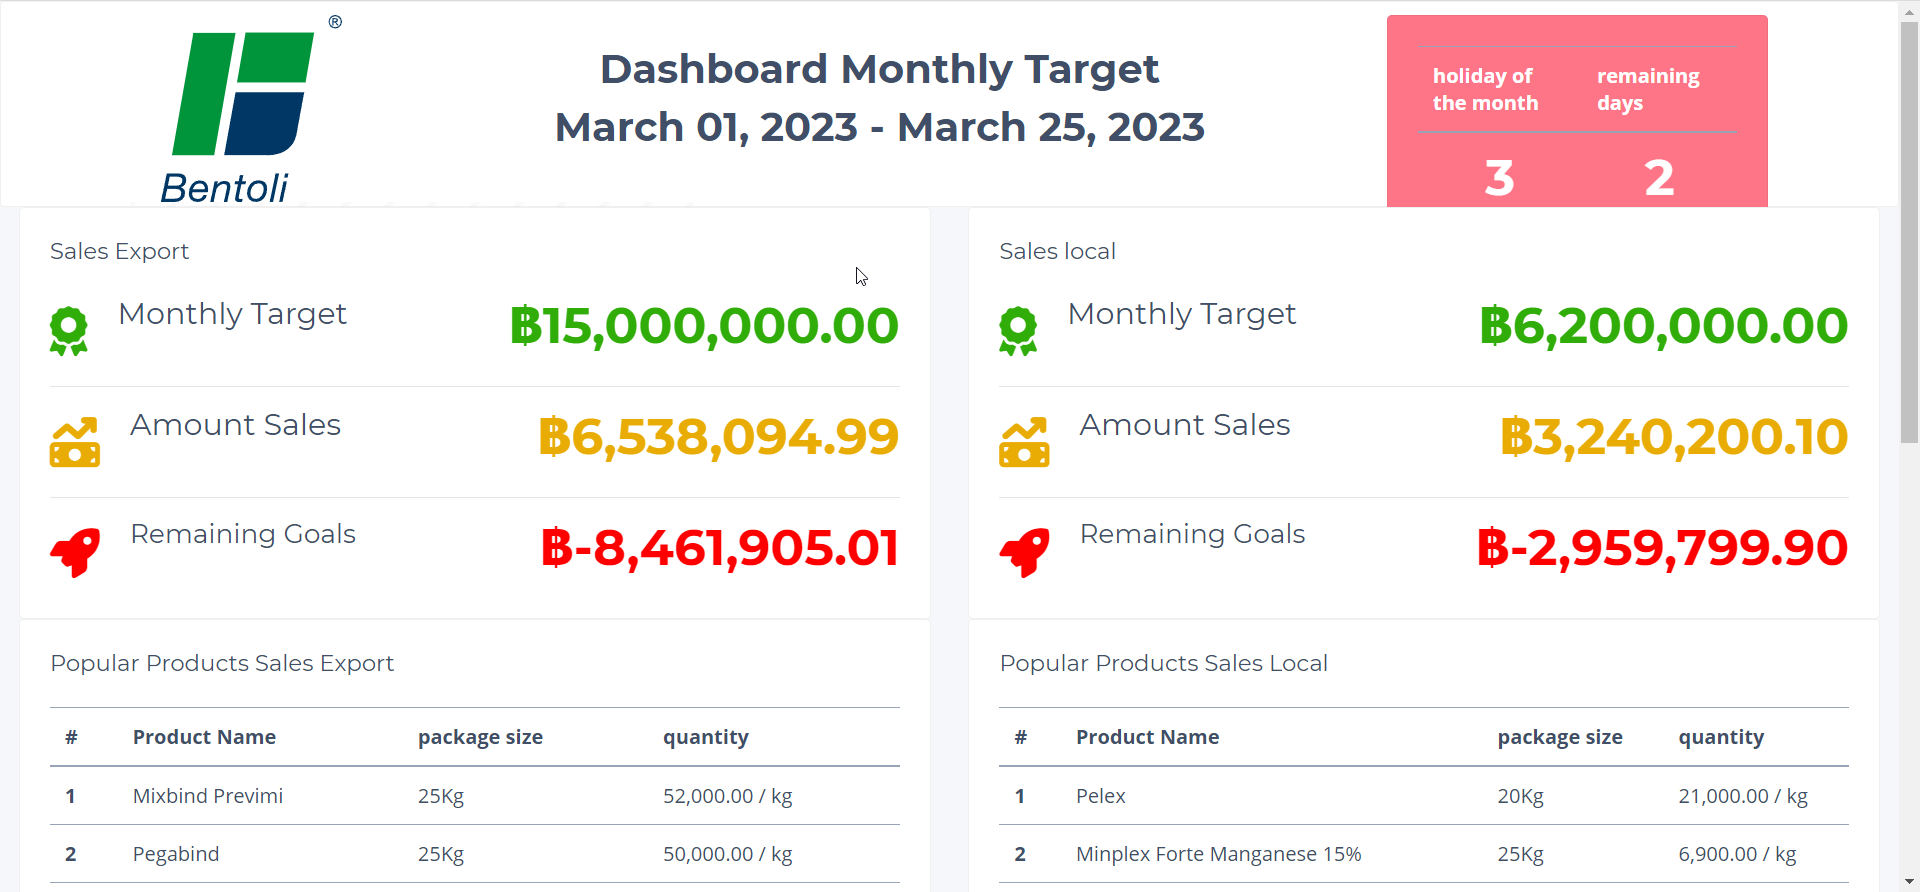 ®
Bentoli
Dashboard Monthly Target
March 01, 2023 - March 25, 2023
holiday of the month
remaining days
3 2
Sales Export
Monthly Target ฿15,000,000.00
Amount Sales ฿6,538,094.99
Remaining Goals ฿-8,461,905.01
Sales local
Monthly Target ฿6,200,000.00
Amount Sales ฿3,240,200.10
Remaining Goals ฿-2,959,799.90
Popular Products Sales Export
# Product Name package size quantity
1 Mixbind Previmi 25Kg 52,000.00 / kg
2 Pegabind 25Kg 50,000.00 / kg
Popular Products Sales Local
# Product Name package size quantity
1 Pelex 20Kg 21,000.00 / kg
2 Minplex Forte Manganese 15% 25Kg 6,900.00 / kg